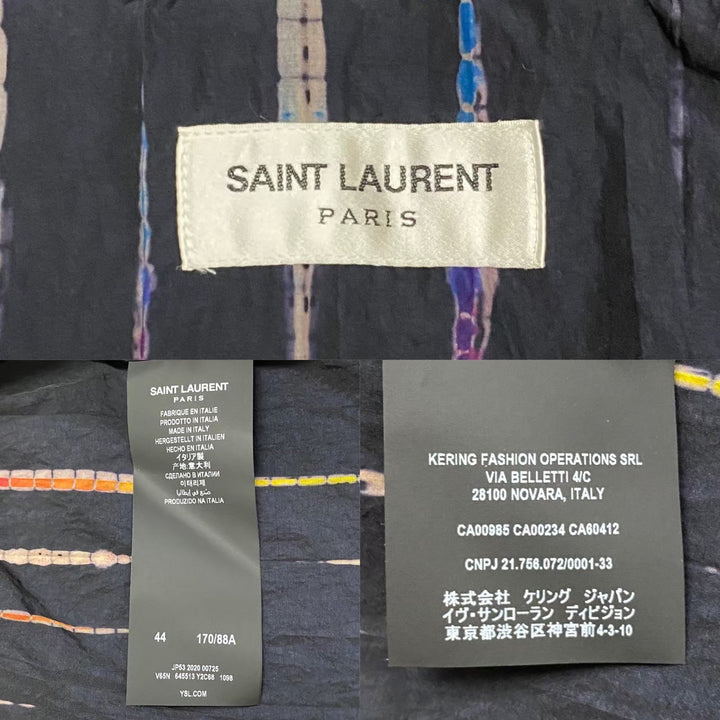 SAINT LAURENT
PARIS
SAINT LAURENT
PARIS
FABRIQUE EN ITALIE
PRODOTTO IN ITALIA
MADE IN ITALY
HERGESTELLT IN ITALIEN
HECHO EN ITALIA
イタリア製
产地:意大利
СДЕЛАНО В ИТАЛИИ
이태리제
صنع في إيطاليا
PRODUZIDO NA ITALIA
44 170/88A
JP53 2020 00725
V65N 645513 Y2C68 1098
YSL.COM
KERING FASHION OPERATIONS SRL
VIA BELLETTI 4/C
28100 NOVARA, ITALY
CA00985 CA00234 CA60412
CNPJ 21.756.072/0001-33
株式会社 ケリング ジャパン
イヴ・サンローラン ディビジョン
東京都渋谷区神宮前4-3-10